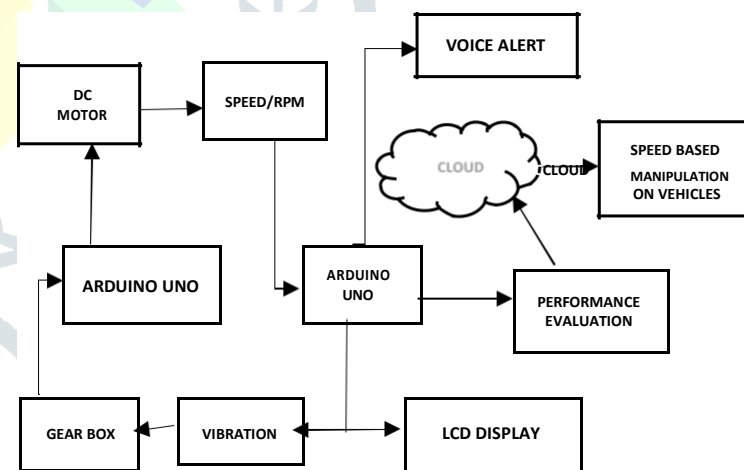 VOICE ALERT
DC
MOTOR
SPEED/RPM
CLOUD
CLOUD
SPEED BASED
MANIPULATION
ON VEHICLES
ARDUINO UNO
ARDUINO
UNO
PERFORMANCE
EVALUATION
GEAR BOX
VIBRATION
LCD DISPLAY